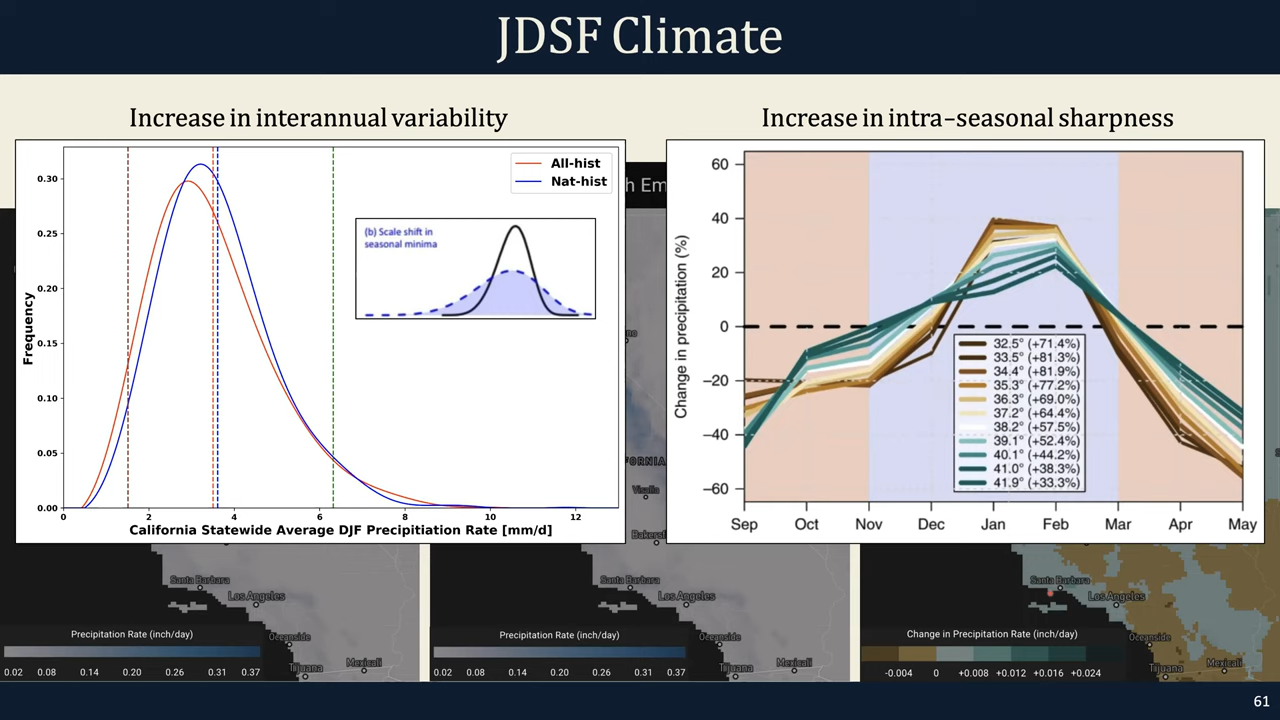 JDSF Climate
Increase in interannual variability
0.30
0.25
0.20
0.15
0.10
0.05
0.00
Frequency
0
2
4
6
8
10
12
California Statewide Average DJF Precipitiation Rate [mm/d]
All-hist
Nat-hist
(b) Scale shift in
seasonal minima
Increase in intra-seasonal sharpness
60
40
20
0
−20
−40
−60
Change in precipitation (%)
Sep
Oct
Nov
Dec
Jan
Feb
Mar
Apr
May
32.5° (+71.4%)
33.5° (+81.3%)
34.4° (+81.9%)
35.3° (+77.2%)
36.3° (+69.0%)
37.2° (+64.4%)
38.2° (+57.5%)
39.1° (+52.4%)
40.1° (+44.2%)
41.0° (+38.3%)
41.9° (+33.3%)
h Em
FORNIA
Visalia
Bakersf
Santa Barbara
Los Angeles
Oceanside
Tijuana
Mexicali
Precipitation Rate (inch/day)
0.02 0.08 0.14 0.20 0.26 0.31 0.37
Santa Barbara
Los Angeles
Oceanside
Tijuana
Mexicali
Precipitation Rate (inch/day)
0.02 0.08 0.14 0.20 0.26 0.31 0.37
Santa Barbara
Los Angeles
Oceanside
Tijuana
Mexicali
Change in Precipitation Rate (inch/day)
-0.004 0 +0.008 +0.012 +0.016 +0.024
61